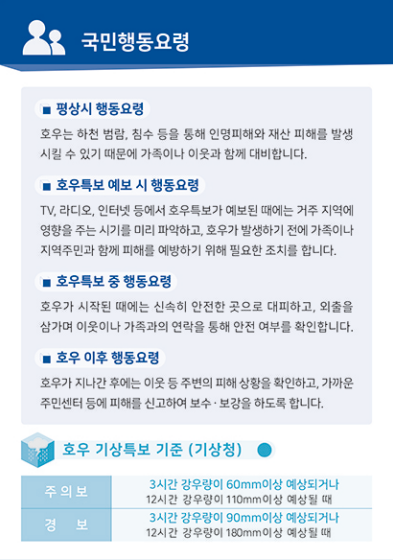 국민행동요령
■ 평상시 행동요령
호우는 하천 범람, 침수 등을 통해 인명피해와 재산 피해를 발생
시킬 수 있기 때문에 가족이나 이웃과 함께 대비합니다.
■ 호우특보 예보 시 행동요령
TV, 라디오, 인터넷 등에서 호우특보가 예보된 때에는 거주 지역에
영향을 주는 시기를 미리 파악하고, 호우가 발생하기 전에 가족이나
지역주민과 함께 피해를 예방하기 위해 필요한 조치를 합니다.
■ 호우특보 중 행동요령
호우가 시작된 때에는 신속히 안전한 곳으로 대피하고, 외출을
삼가며 이웃이나 가족과의 연락을 통해 안전 여부를 확인합니다.
■ 호우 이후 행동요령
호우가 지나간 후에는 이웃 등 주변의 피해 상황을 확인하고, 가까운
주민센터 등에 피해를 신고하여 보수·보강을 하도록 합니다.
호우 기상특보 기준 (기상청)
주의보
3시간 강우량이 60mm이상 예상되거나
12시간 강우량이 110mm이상 예상될 때
경 보
3시간 강우량이 90mm이상 예상되거나
12시간 강우량이 180mm이상 예상될 때